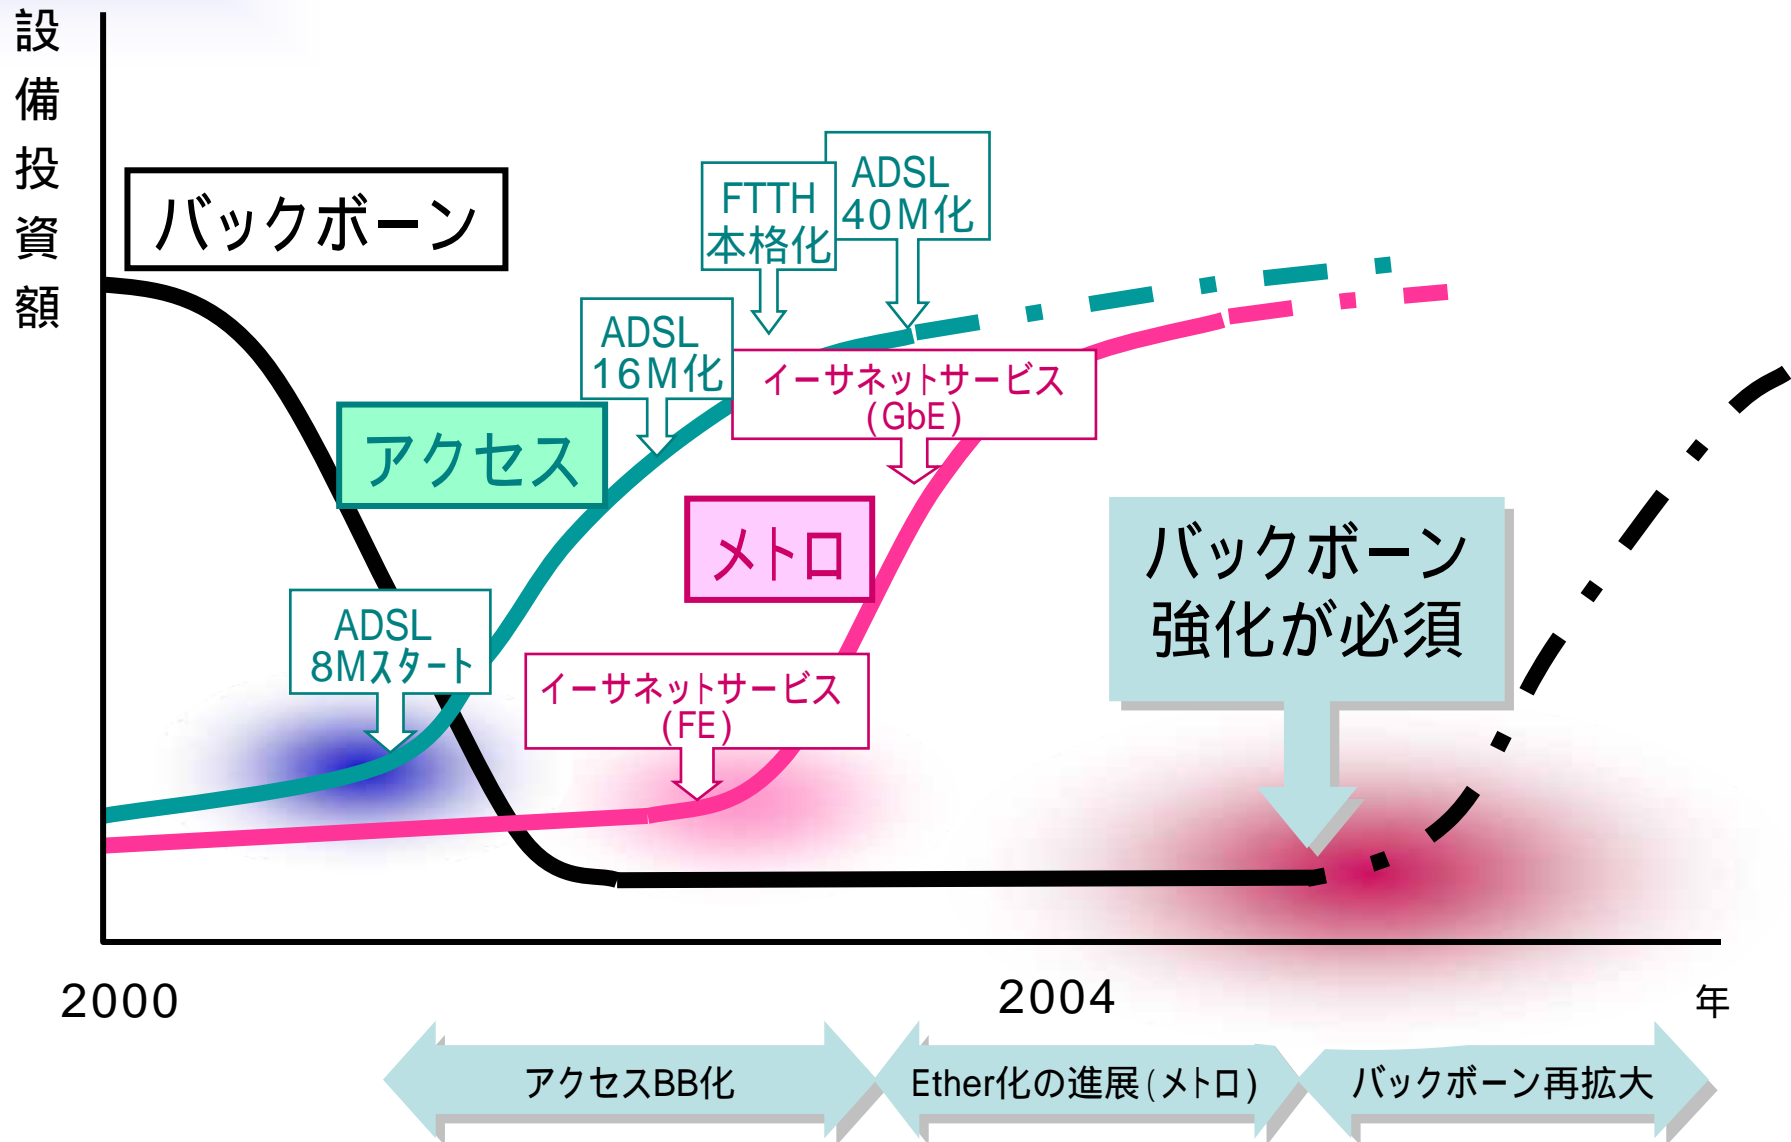 設備投資額
バックボーン
FTTH
本格化
ADSL
40M化
ADSL
16M化
イーサネットサービス
(GbE)
アクセス
メトロ
バックボーン
強化が必須
ADSL
8Mスタート
イーサネットサービス
(FE)
2000
2004
年
アクセスBB化
Ether化の進展(メトロ)
バックボーン再拡大